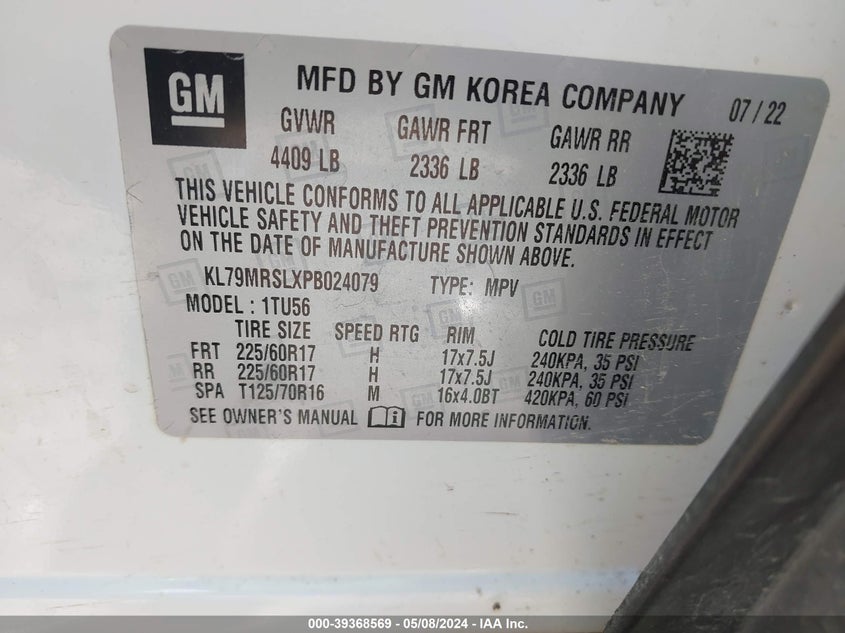 GM
MFD BY GM KOREA COMPANY 07/22
GVWR GAWR FRT GAWR RR
4409 LB 2336 LB 2336 LB
THIS VEHICLE CONFORMS TO ALL APPLICABLE U.S. FEDERAL MOTOR
VEHICLE SAFETY AND THEFT PREVENTION STANDARDS IN EFFECT
ON THE DATE OF MANUFACTURE SHOWN ABOVE.
KL79MRSLXPB024079 TYPE: MPV
MODEL : 1TU56
TIRE SIZE SPEED RTG RIM COLD TIRE PRESSURE
FRT 225/60R17 H 17x7.5J 240KPA, 35 PSI
RR 225/60R17 H 17x7.5J 240KPA, 35 PSI
SPA T125/70R16 M 16x4.0BT 420KPA, 60 PSI
SEE OWNER'S MANUAL FOR MORE INFORMATION.
000-39368569 - 05/08/2024 - IAA Inc.